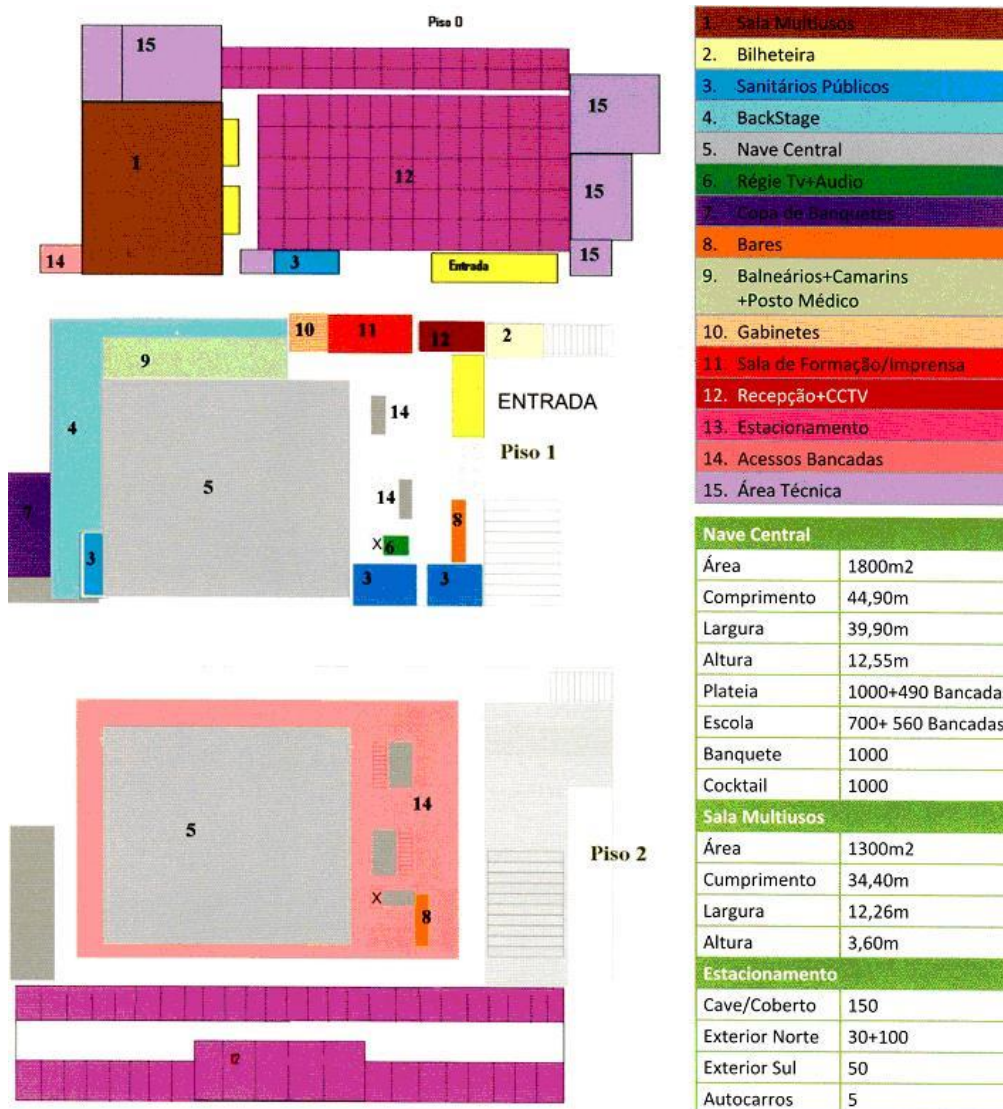 Piso 0
15
15
1
12
15
14
3
Entrada
15
10
11
12
2
9
14
ENTRADA
Piso 1
4
5
14
8
7
3
X
6
3
3
14
5
Piso 2
X
8
12
1. Sala Multiusos
2. Bilheteira
3. Sanitários Públicos
4. BackStage
5. Nave Central
6. Régie Tv+Audio
7. Copa de Banquetes
8. Bares
9. Balneários+Camarins
+Posto Médico
10. Gabinetes
11. Sala de Formação/Imprensa
12. Recepção+CCTV
13. Estacionamento
14. Acessos Bancadas
15. Área Técnica
Nave Central
Área 1800m2
Comprimento 44,90m
Largura 39,90m
Altura 12,55m
Plateia 1000+490 Bancada
Escola 700+ 560 Bancadas
Banquete 1000
Cocktail 1000
Sala Multiusos
Área 1300m2
Cumprimento 34,40m
Largura 12,26m
Altura 3,60m
Estacionamento
Cave/Coberto 150
Exterior Norte 30+100
Exterior Sul 50
Autocarros 5